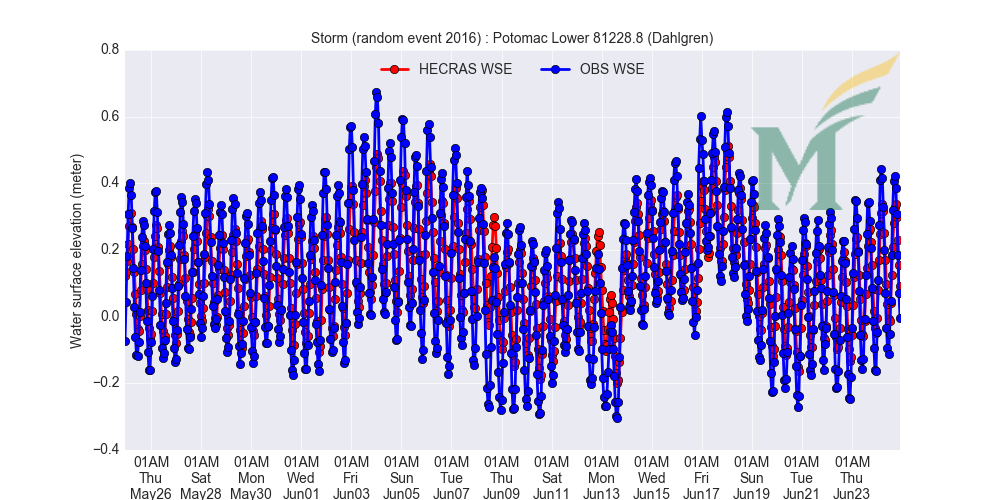 Storm (random event 2016) : Potomac Lower 81228.8 (Dahlgren)
HECRAS WSE
OBS WSE
Water surface elevation (meter)
0.8
0.6
0.4
0.2
0.0
−0.2
−0.4
01AM 01AM 01AM 01AM 01AM 01AM 01AM 01AM 01AM 01AM 01AM 01AM 01AM 01AM 01AM
Thu Sat Mon Wed Fri Sun Tue Thu Sat Mon Wed Fri Sun Tue Thu
May26 May28 May30 Jun01 Jun03 Jun05 Jun07 Jun09 Jun11 Jun13 Jun15 Jun17 Jun19 Jun21 Jun23
M